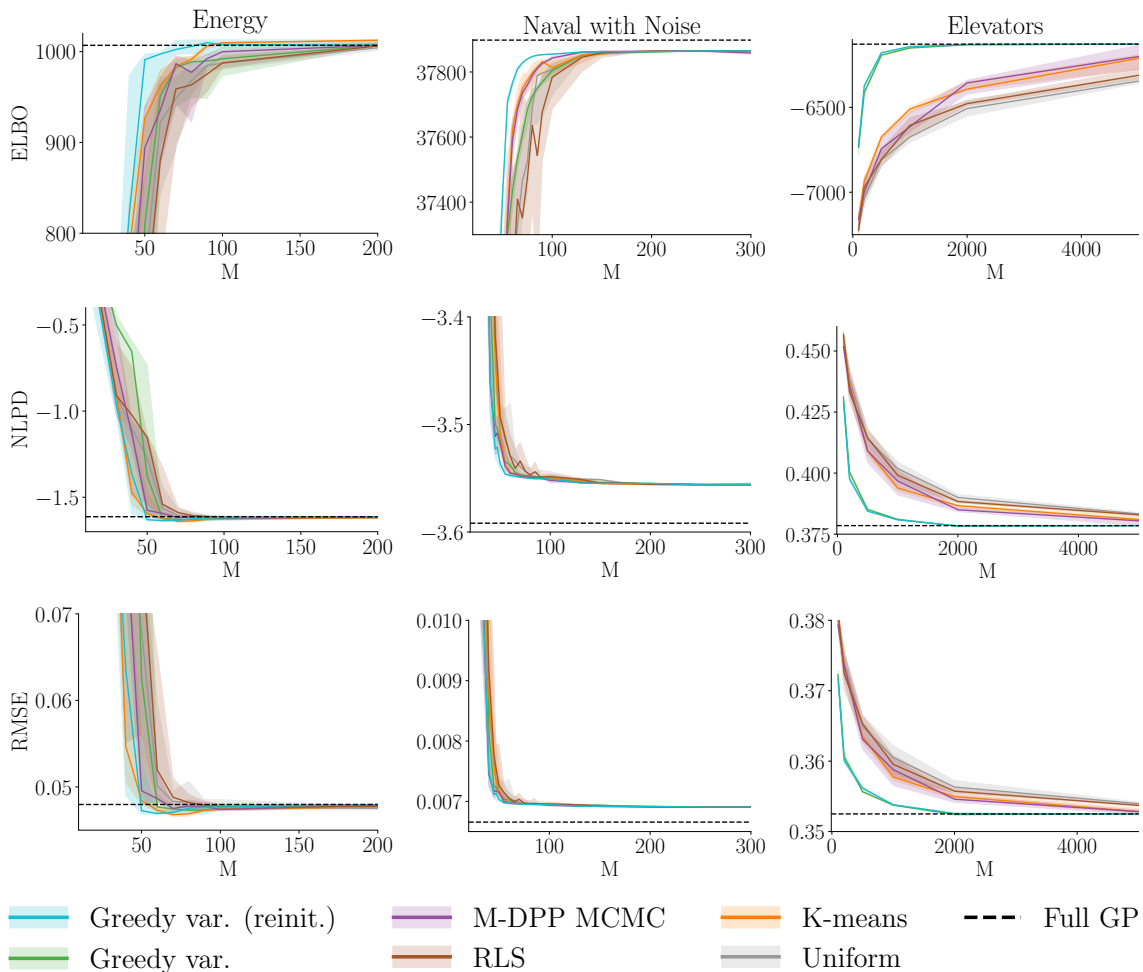 Energy
Naval with Noise
Elevators
ELBO
1000
900
800
50
100
150
200
M
37800
37600
37400
100
200
300
M
−6500
−7000
0
2000
4000
M
NLPD
−0.5
−1.0
−1.5
50
100
150
200
M
−3.4
−3.5
−3.6
100
200
300
M
0.450
0.425
0.400
0.375
0
2000
4000
M
RMSE
0.07
0.06
0.05
50
100
150
200
M
0.010
0.009
0.008
0.007
100
200
300
M
0.38
0.37
0.36
0.35
0
2000
4000
M
Greedy var. (reinit.)
M-DPP MCMC
K-means
Full GP
Greedy var.
RLS
Uniform